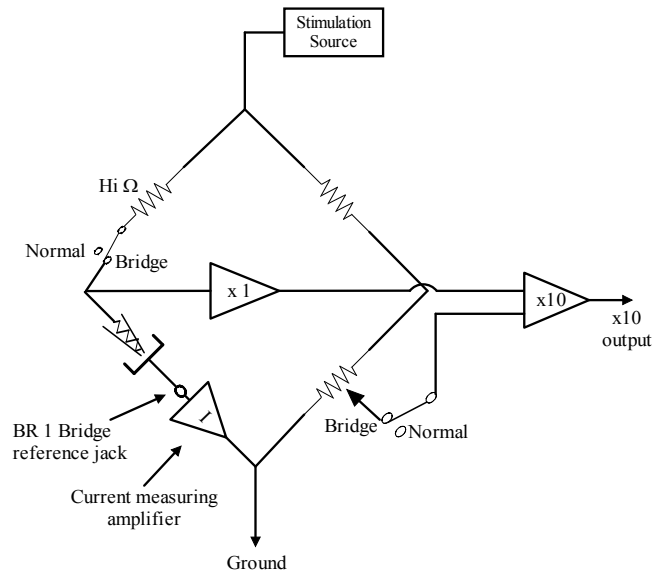 Stimulation
Source
Hi Ω
Normal
Bridge
x 1
x10
x10
output
I
Bridge
Normal
BR 1 Bridge
reference jack
Current measuring
amplifier
Ground